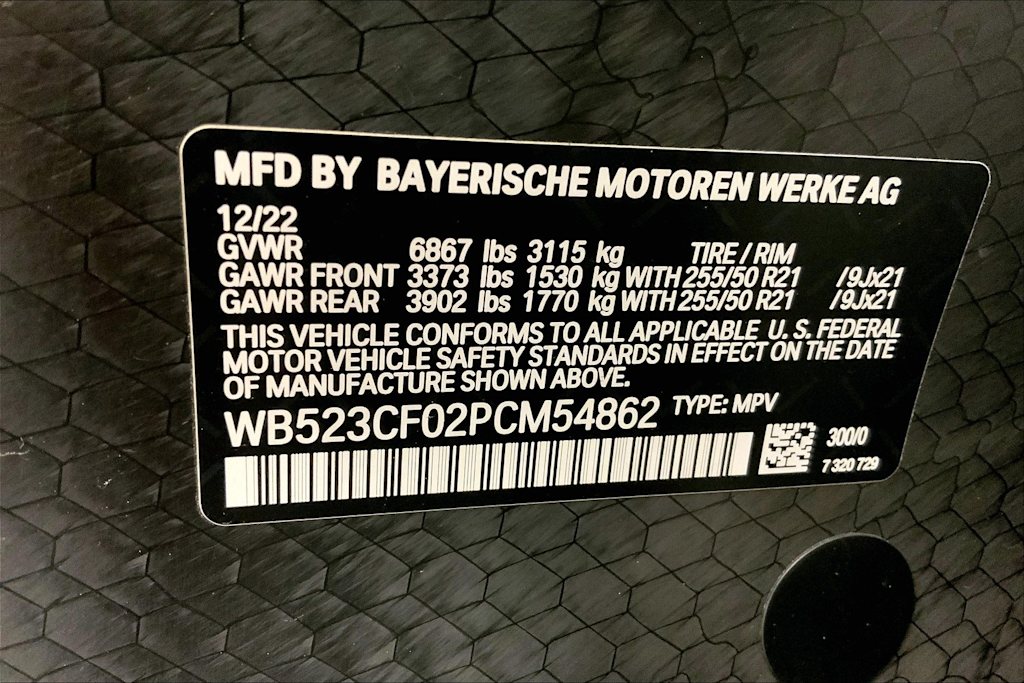 MFD BY BAYERISCHE MOTOREN WERKE AG
12/22
GVWR 6867 lbs 3115 kg TIRE / RIM
GAWR FRONT 3373 lbs 1530 kg WITH 255/50 R21 /9Jx21
GAWR REAR 3902 lbs 1770 kg WITH 255/50 R21 /9Jx21
THIS VEHICLE CONFORMS TO ALL APPLICABLE U. S. FEDERAL
MOTOR VEHICLE SAFETY STANDARDS IN EFFECT ON THE DATE
OF MANUFACTURE SHOWN ABOVE.
WB523CF02PCM54862 TYPE: MPV
300/0
7 320 729